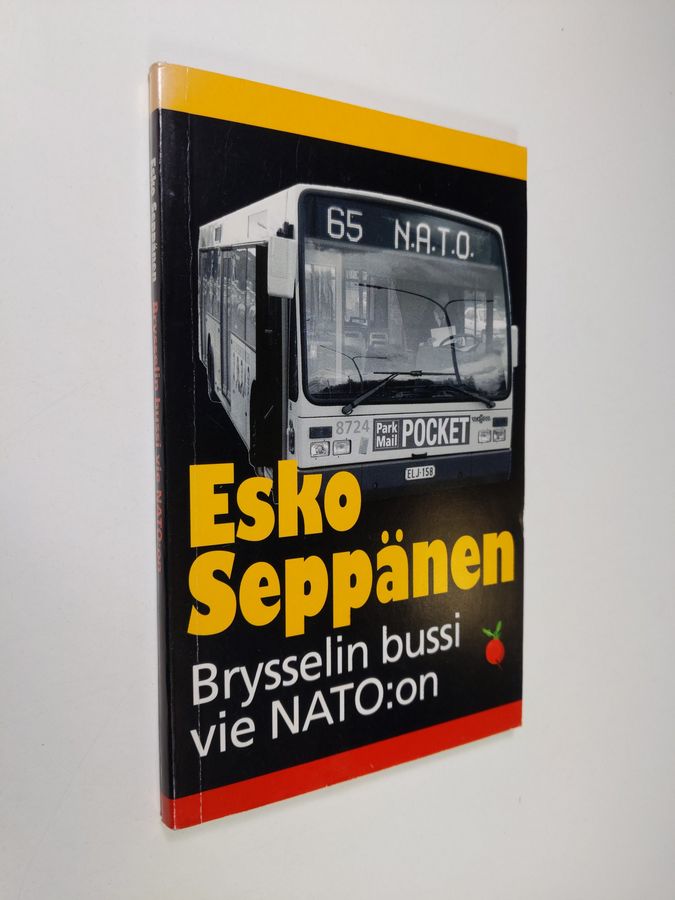 Esko Seppänen Brysselin bussi vie NATO:on
65 N.A.T.O.
8724 Park Mail POCKET
ELJ-158
Esko
Seppänen
Brysselin bussi
vie NATO:on